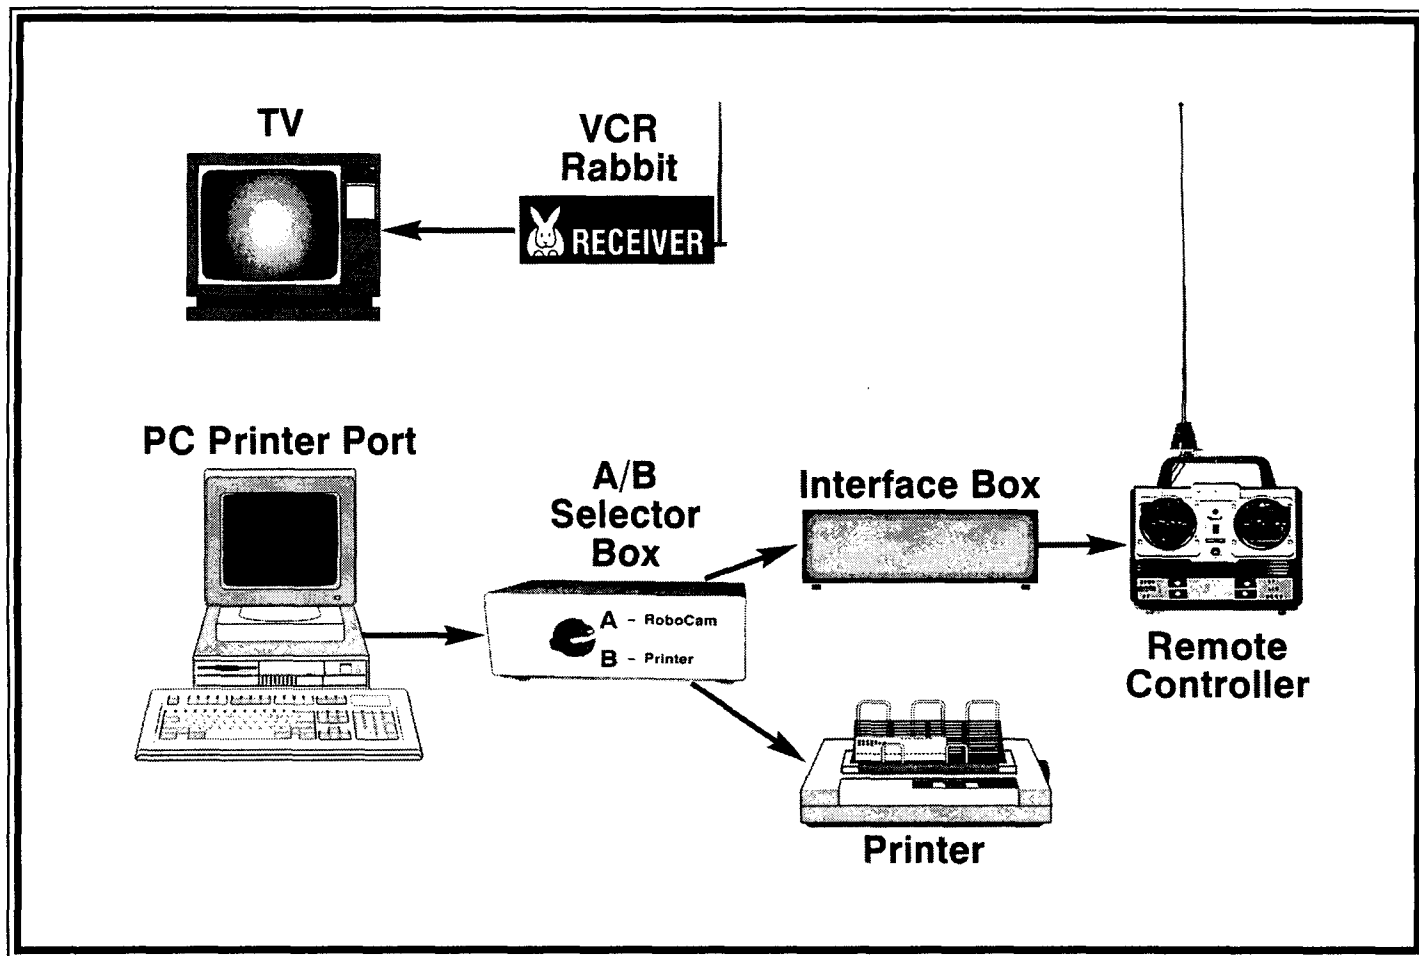 TV
VCR
Rabbit
RECEIVER
PC Printer Port
A/B
Selector
Box
A - RoboCam
B - Printer
Interface Box
Remote
Controller
Printer